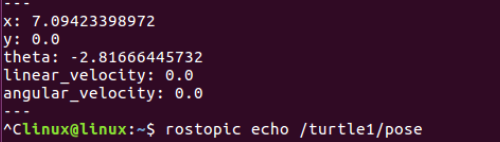 ---
x: 7.09423398972
y: 0.0
theta: -2.81666445732
linear_velocity: 0.0
angular_velocity: 0.0
---
^Clinux@linux:~$ rostopic echo /turtle1/pose